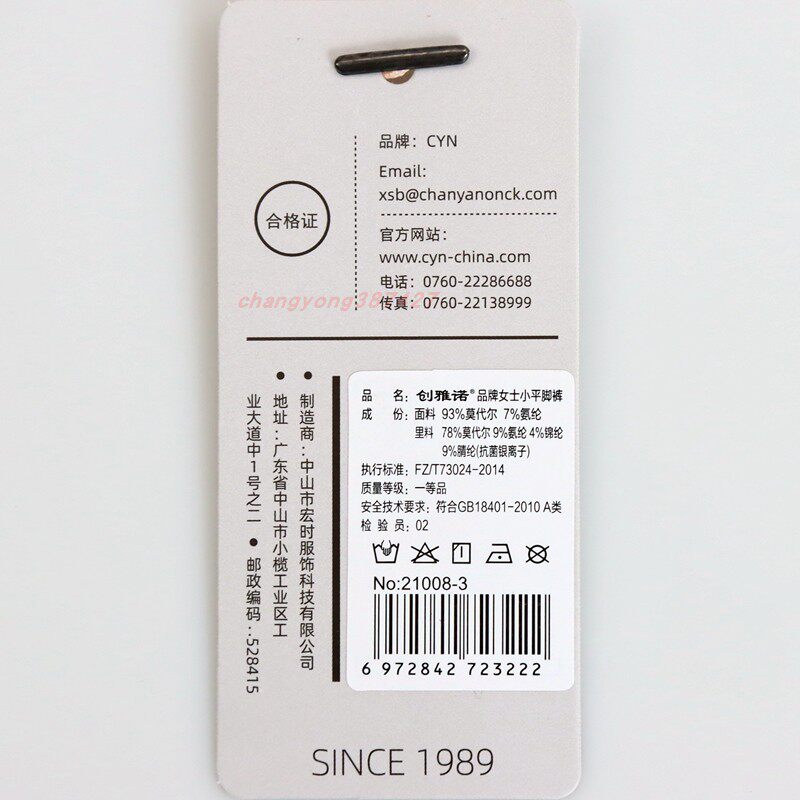 品牌：CYN
Email:
xsb@chanyanonck.com
合格证
官方网站：
www.cyn-china.com
电话：0760-22286688
changyong387127
传真：0760-22138999
● 制造商：中山市宏时服饰科技有限公司
● 地址：广东省中山市小榄工业区工
业大道中1号之二 ● 邮政编码：528415
品 名：创雅诺®品牌女士小平脚裤
成 份：面料 93%莫代尔 7%氨纶
里料 78%莫代尔 9%氨纶 4%锦纶
9%腈纶(抗菌银离子)
执行标准：FZ/T73024-2014
质量等级：一等品
安全技术要求：符合GB18401-2010 A类
检 验 员：02
No:21008-3
6 972842 723222
SINCE 1989